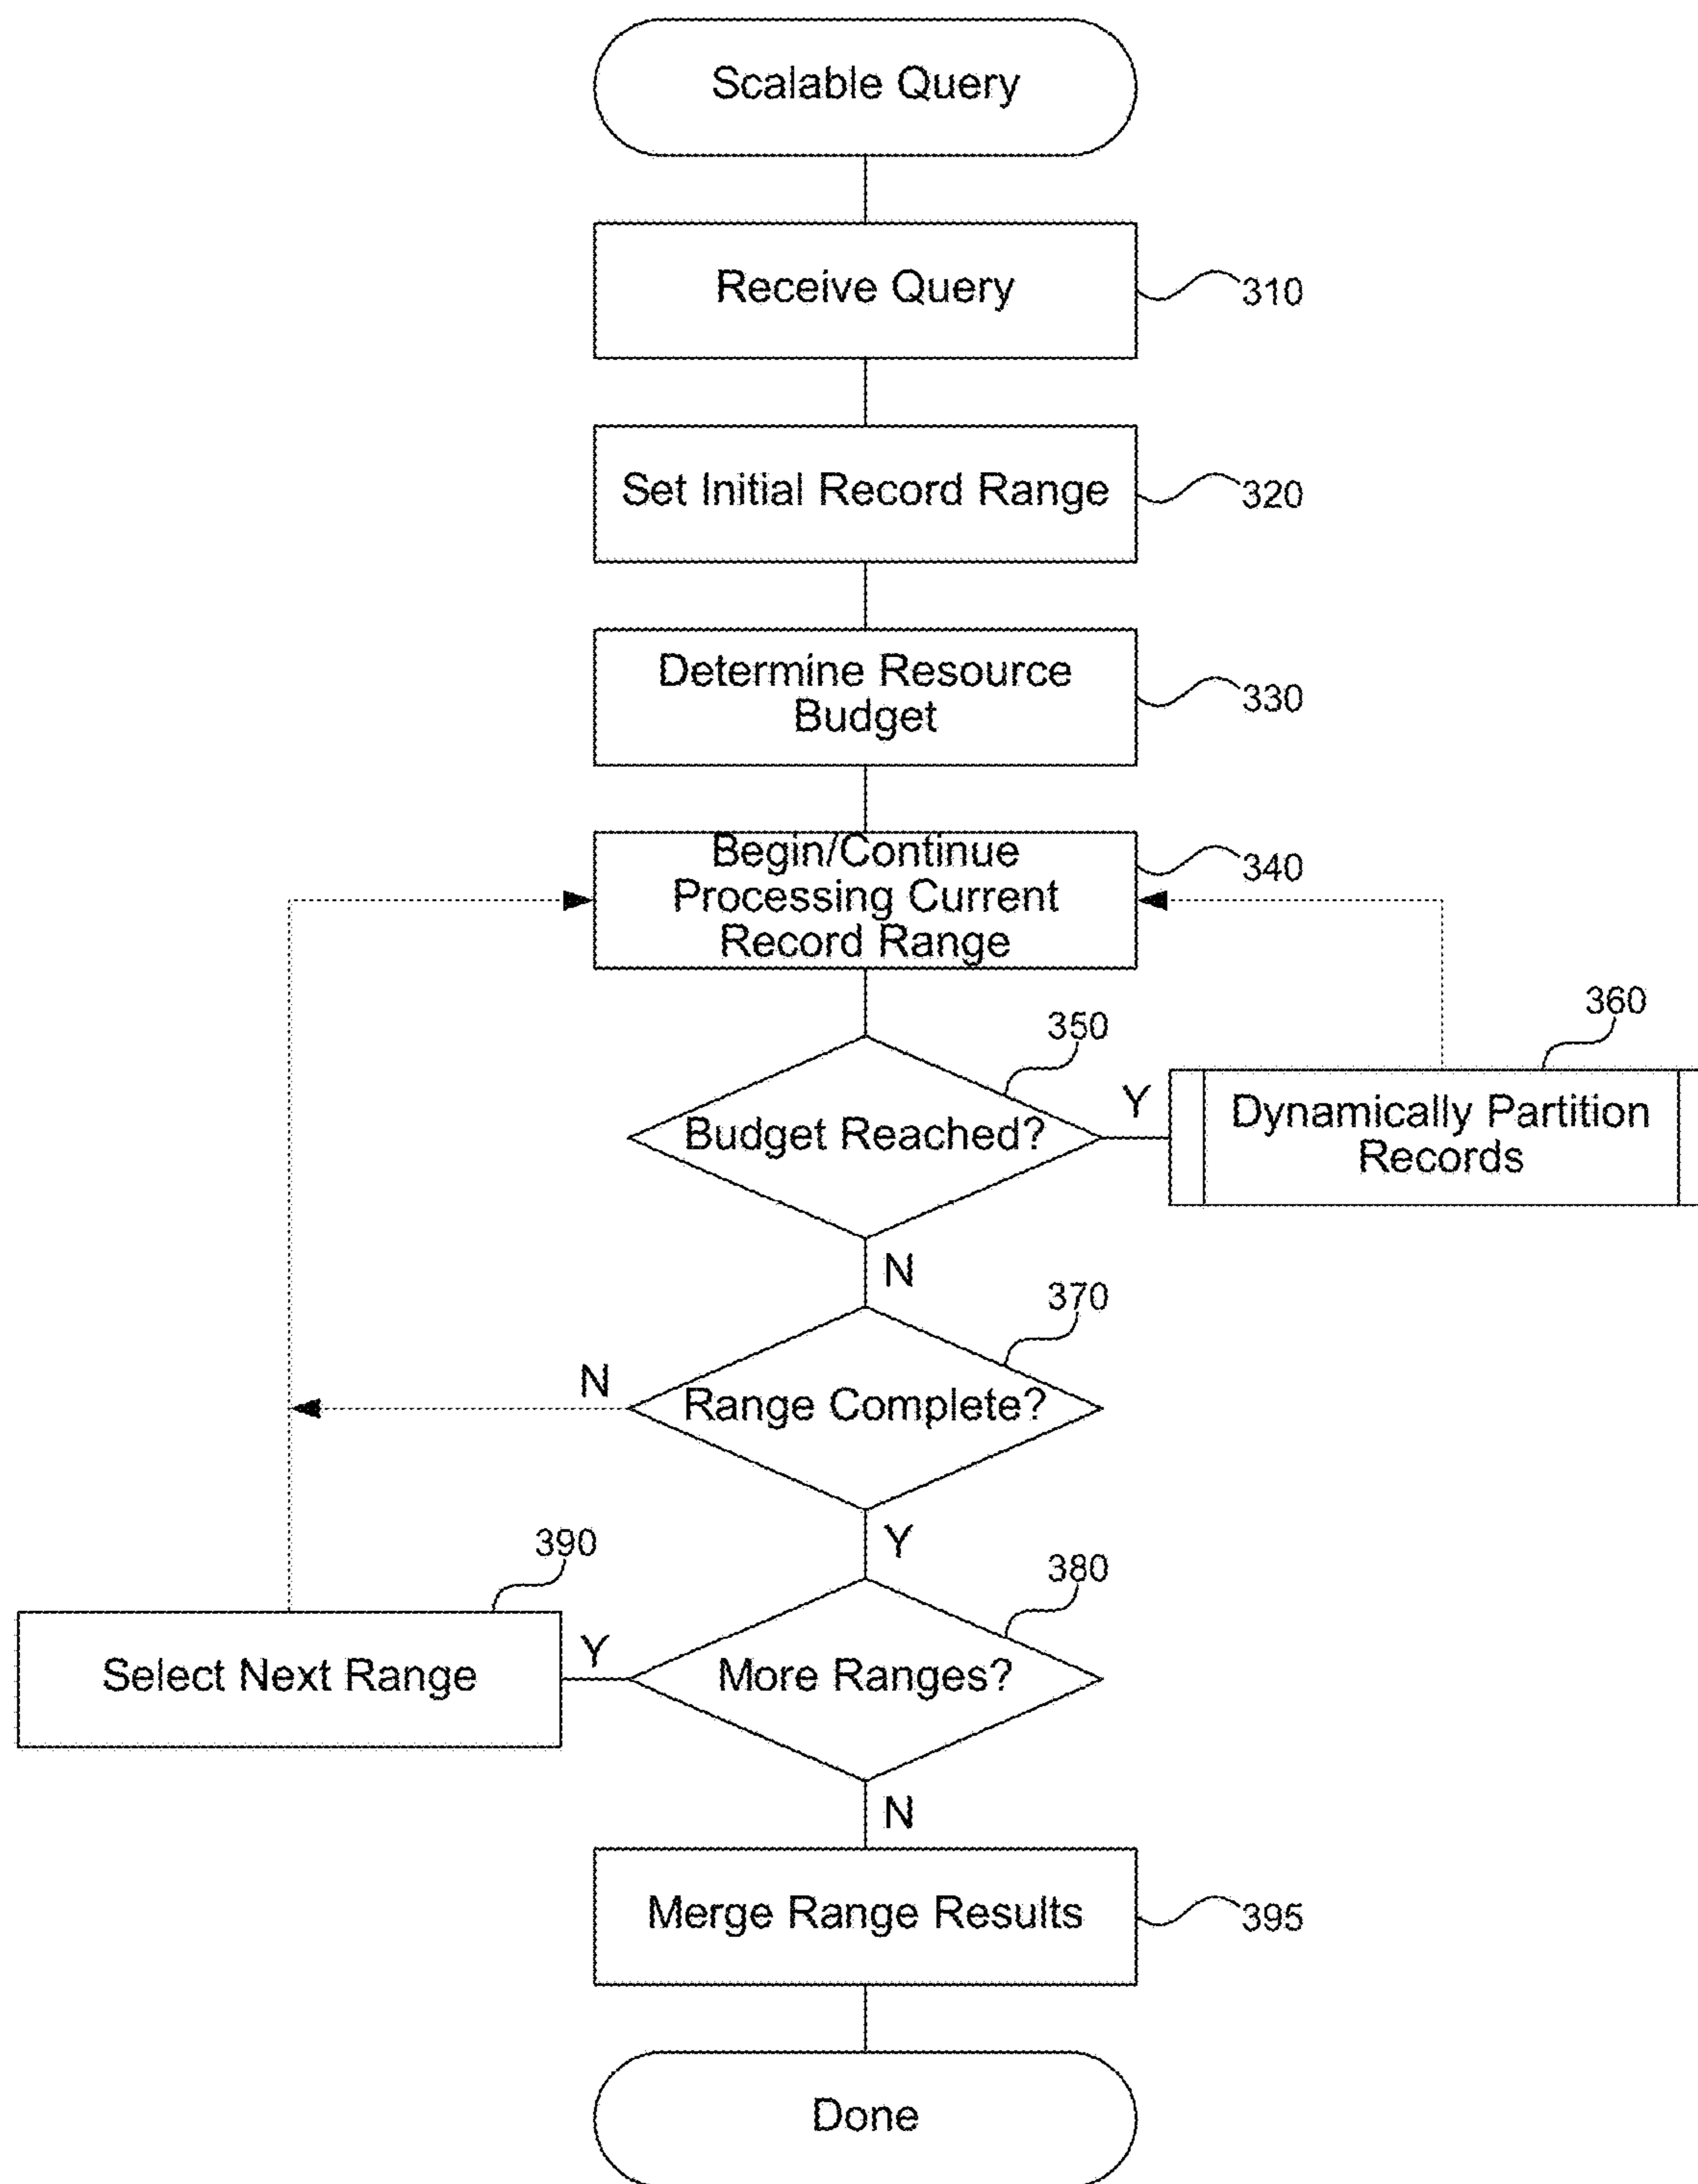 Scalable Query
Receive Query
310
Set Initial Record Range
320
Determine Resource
Budget
330
Begin/Continue
Processing Current
Record Range
340
350
360
Budget Reached?
Y
Dynamically Partition
Records
N
370
N
Range Complete?
Y
390
380
Select Next Range
Y
More Ranges?
N
Merge Range Results
395
Done